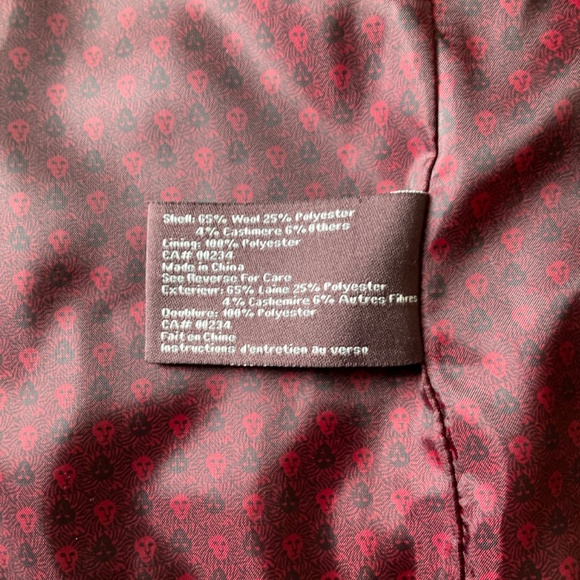 Shell: 65% Wool 25% Polyester
4% Cashmere 6% Others
Lining: 100% Polyester
CA# 00234
Made in China
See Reverse For Care
Exterieur: 65% Laine 25% Polyester
4% Cashemire 6% Autres Fibres
Doublure: 100% Polyester
CA# 00234
Fait en Chine
Instructions d'entretien au verso